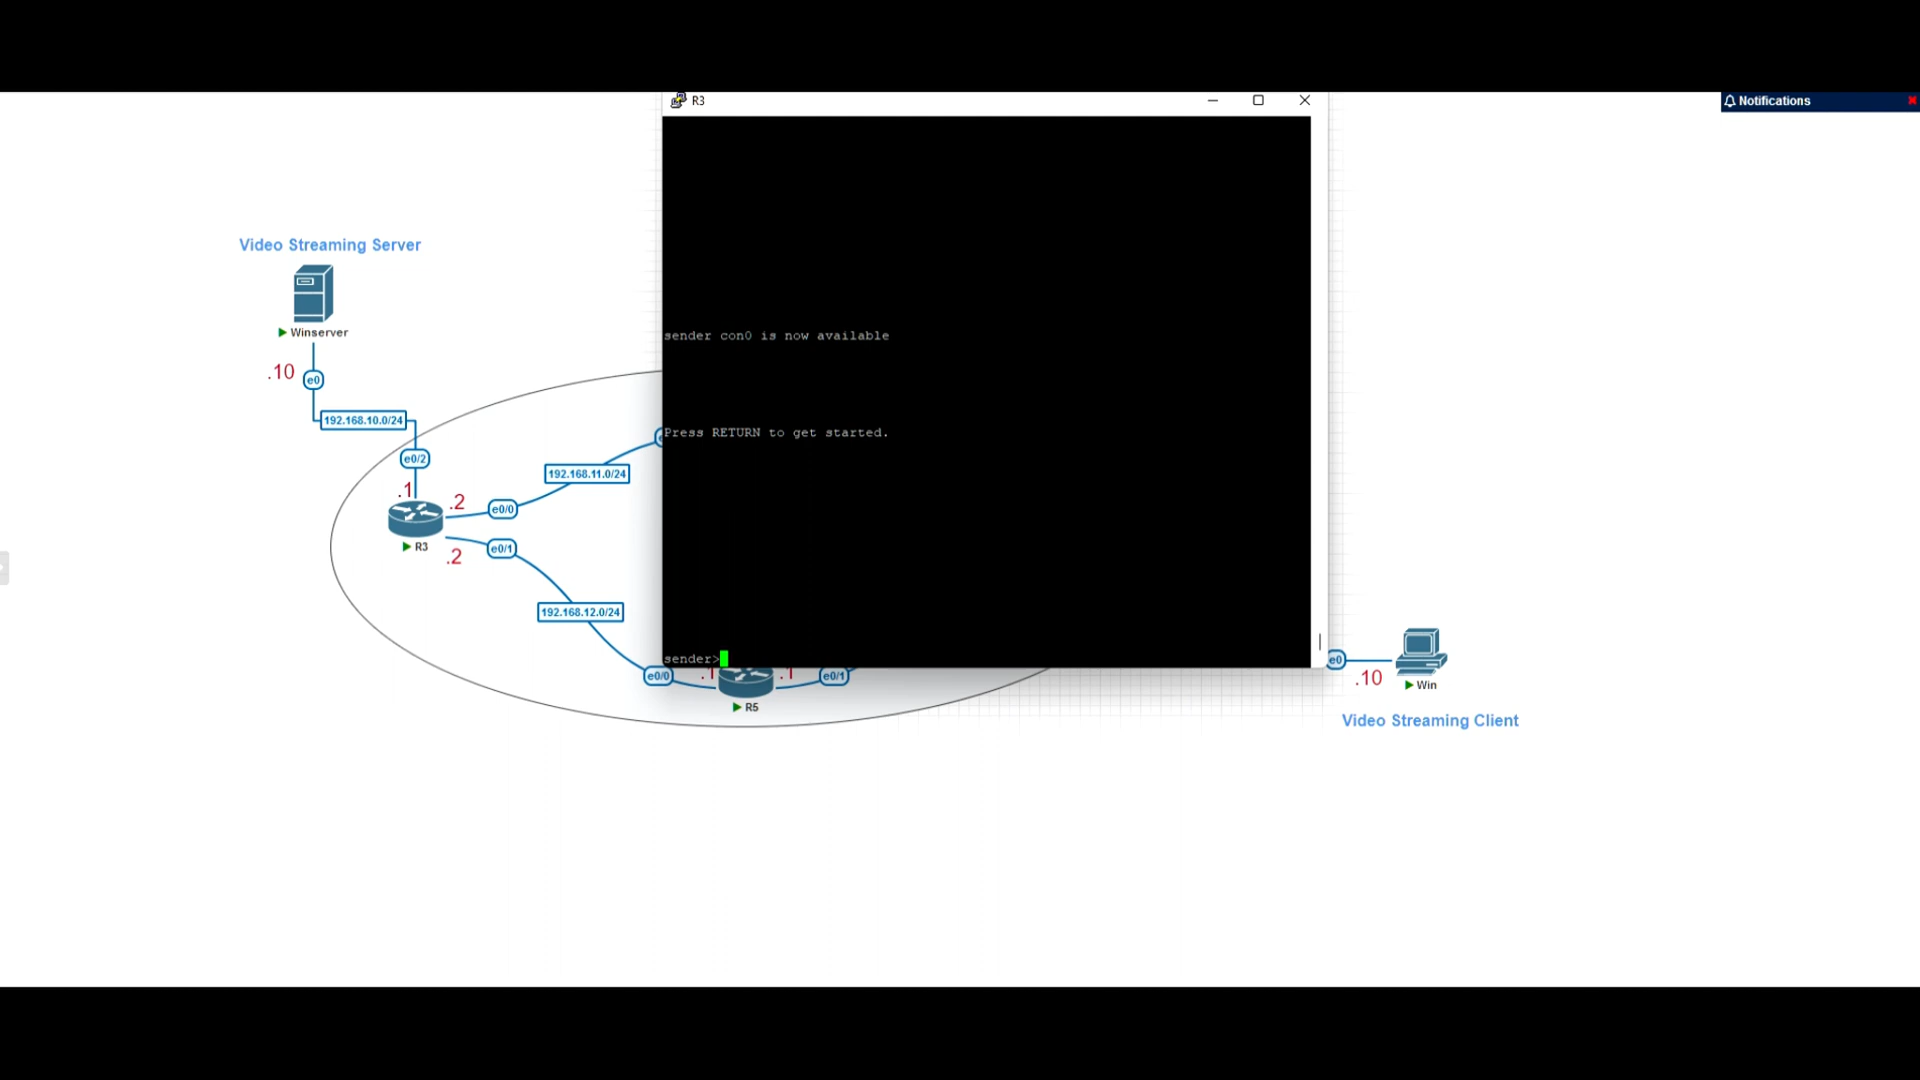 R3
Notifications
sender con0 is now available
Press RETURN to get started.
sender>
Video Streaming Server
Winserver
.10
e0
192.168.10.0/24
e0/2
.1
.2
e0/0
192.168.11.0/24
R3
.2
e0/1
192.168.12.0/24
e0/0
.1
.1
e0/1
R5
e0
.10
Win
Video Streaming Client